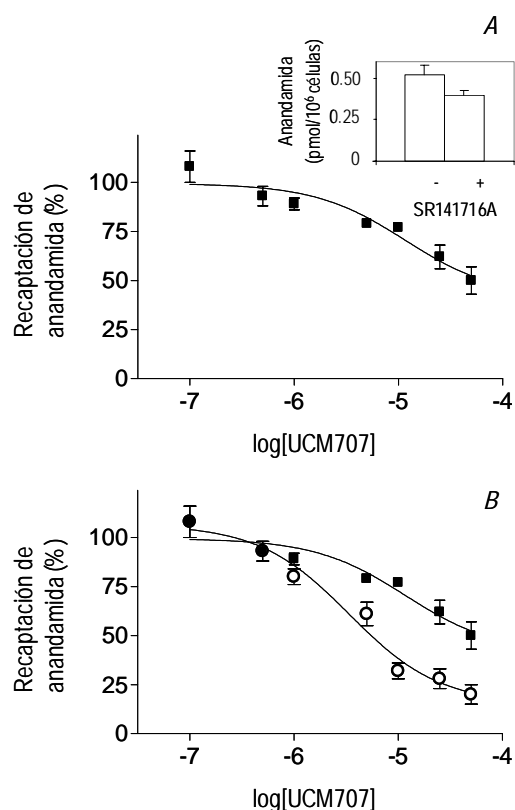 A
Anandamida
(pmol/10⁶ células)
0.50
0.25
0
- +
SR141716A
Recaptación de
anandamida (%)
100
75
50
25
0
-7 -6 -5 -4
log[UCM707]
B
Recaptación de
anandamida (%)
100
75
50
25
0
-7 -6 -5 -4
log[UCM707]